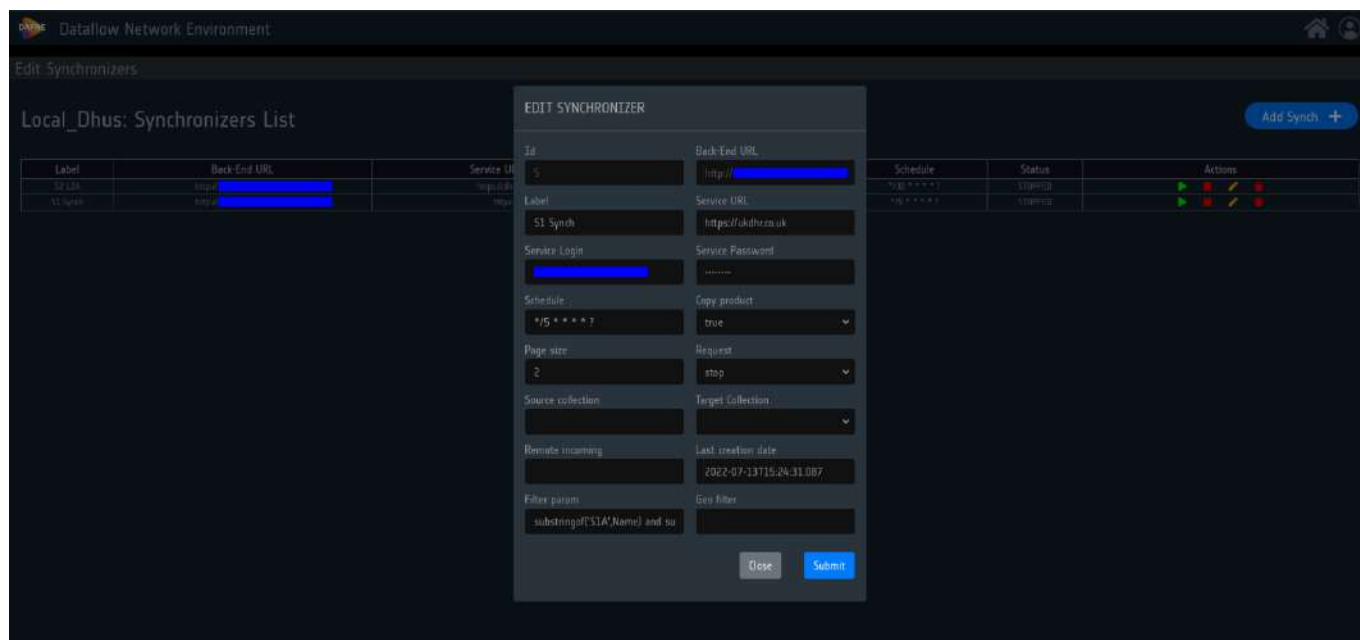 DAFNE Dataflow Network Environment
Edit Synchronizers
Local_Dhus: Synchronizers List
Add Synch +
Label Back-End URL Service U Schedule Status Actions
STOPPED
S1 Synch STOPPED
EDIT SYNCHRONIZER
Id Back-End URL
5 http://
Label Service URL
S1 Synch https://ukdhr.co.uk
Service Login Service Password
········
Schedule Copy product
*/5 * * * * ? true
Page size Request
2 stop
Source collection Target Collection
Remote incoming Last creation date
2022-07-13T15:24:31.087
Filter param Geo filter
substringof('S1A',Name) and su
Close Submit